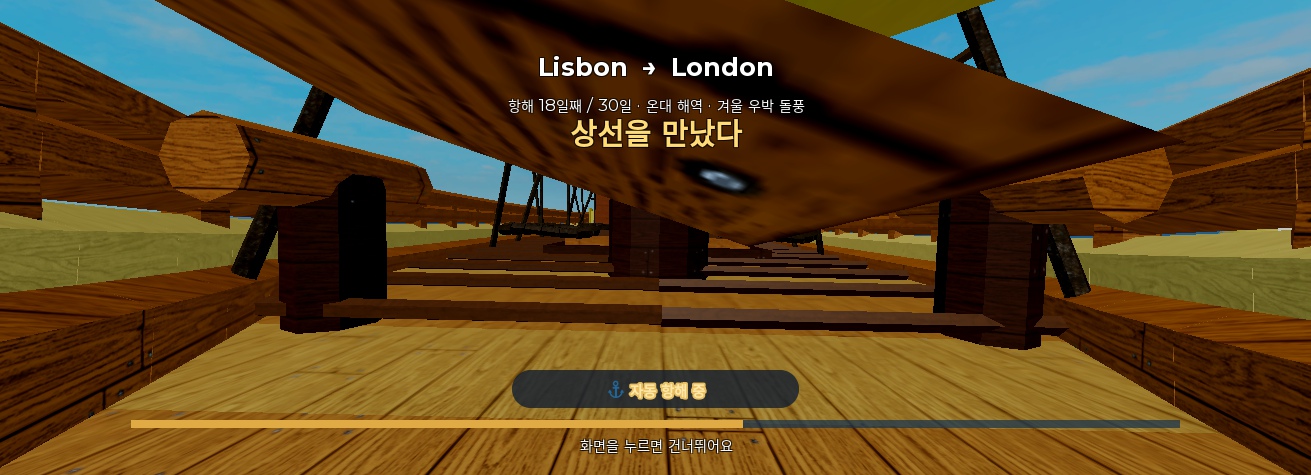 Lisbon → London
항해 18일째 / 30일 · 온대 해역 · 겨울 우박 돌풍
상선을 만났다
⚓ 자동 항해 중
화면을 누르면 건너뛰어요